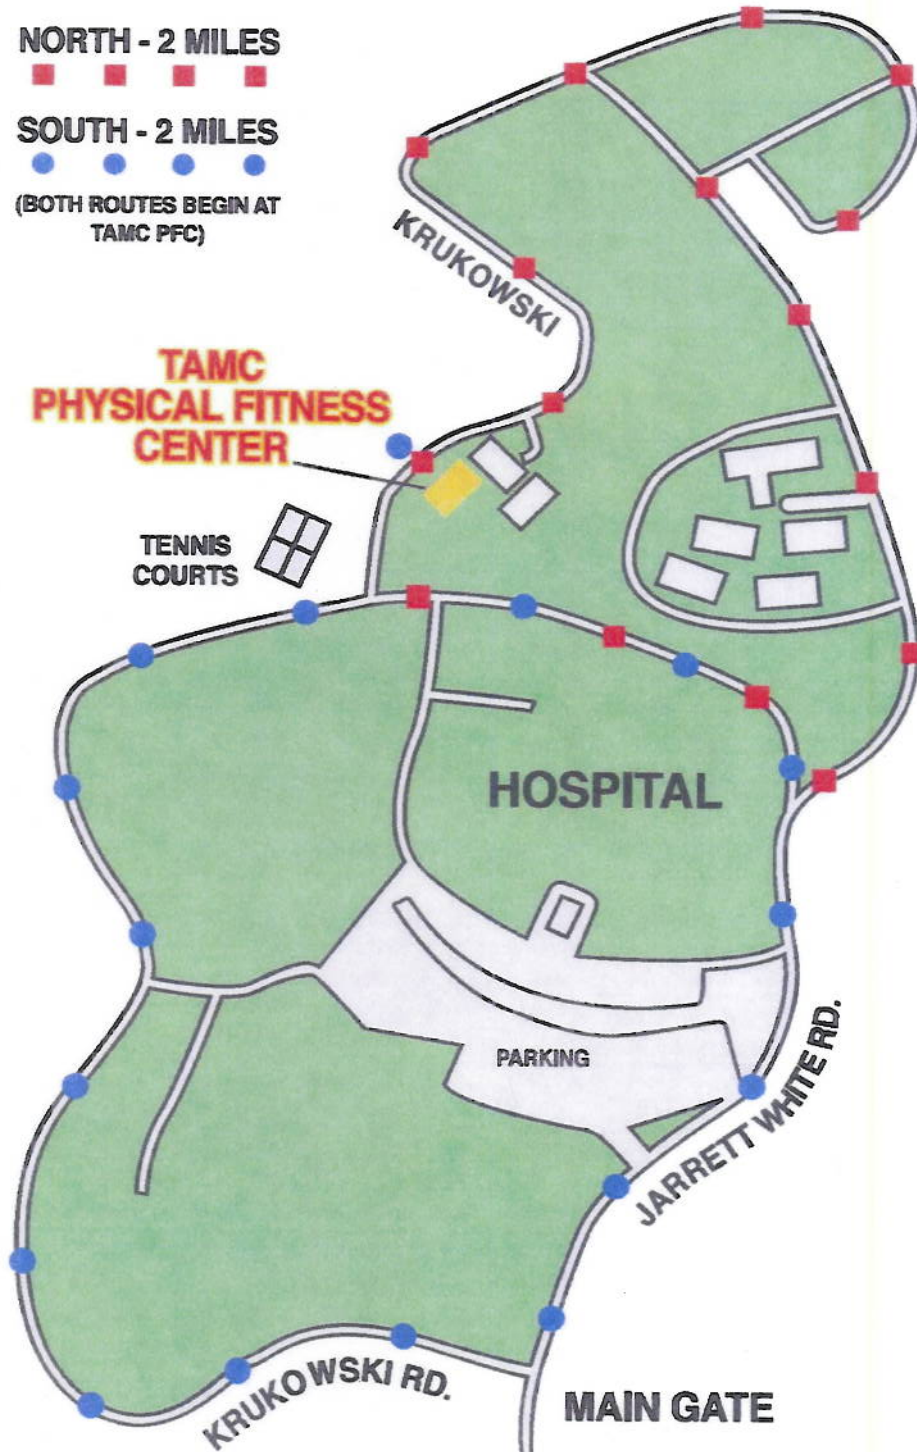 NORTH - 2 MILES
SOUTH - 2 MILES
(BOTH ROUTES BEGIN AT
TAMC PFC)
KRUKOWSKI
TAMC
PHYSICAL FITNESS
CENTER
TENNIS
COURTS
HOSPITAL
PARKING
JARRETT WHITE RD.
KRUKOWSKI RD.
MAIN GATE